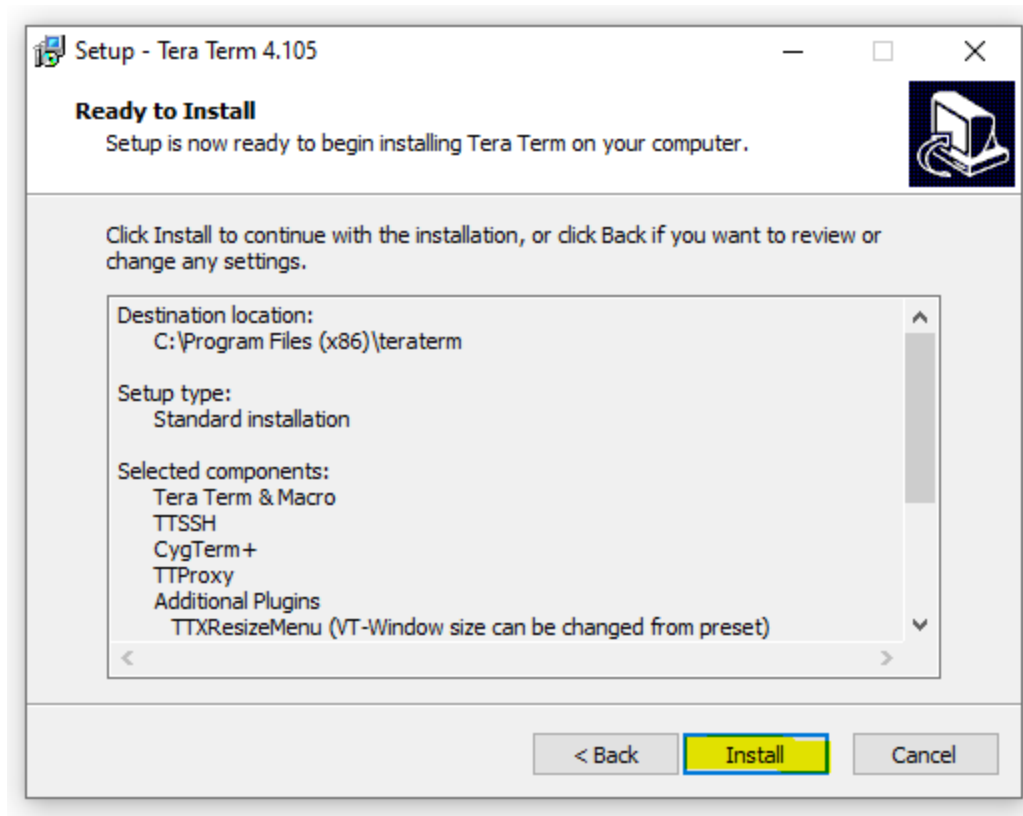 Setup - Tera Term 4.105
Ready to Install
Setup is now ready to begin installing Tera Term on your computer.
Click Install to continue with the installation, or click Back if you want to review or
change any settings.
Destination location:
C:\Program Files (x86)\teraterm
Setup type:
Standard installation
Selected components:
Tera Term & Macro
TTSSH
CygTerm+
TTProxy
Additional Plugins
TTXResizeMenu (VT-Window size can be changed from preset)
< Back Install Cancel